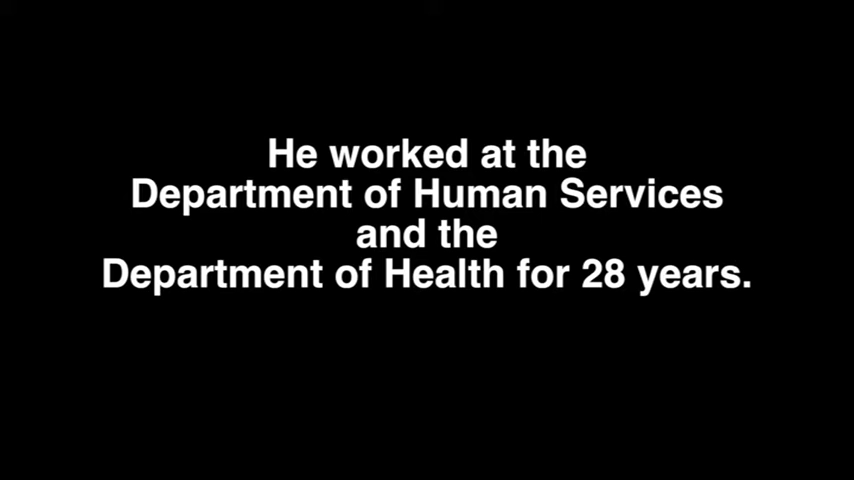 He worked at the
Department of Human Services
and the
Department of Health for 28 years.